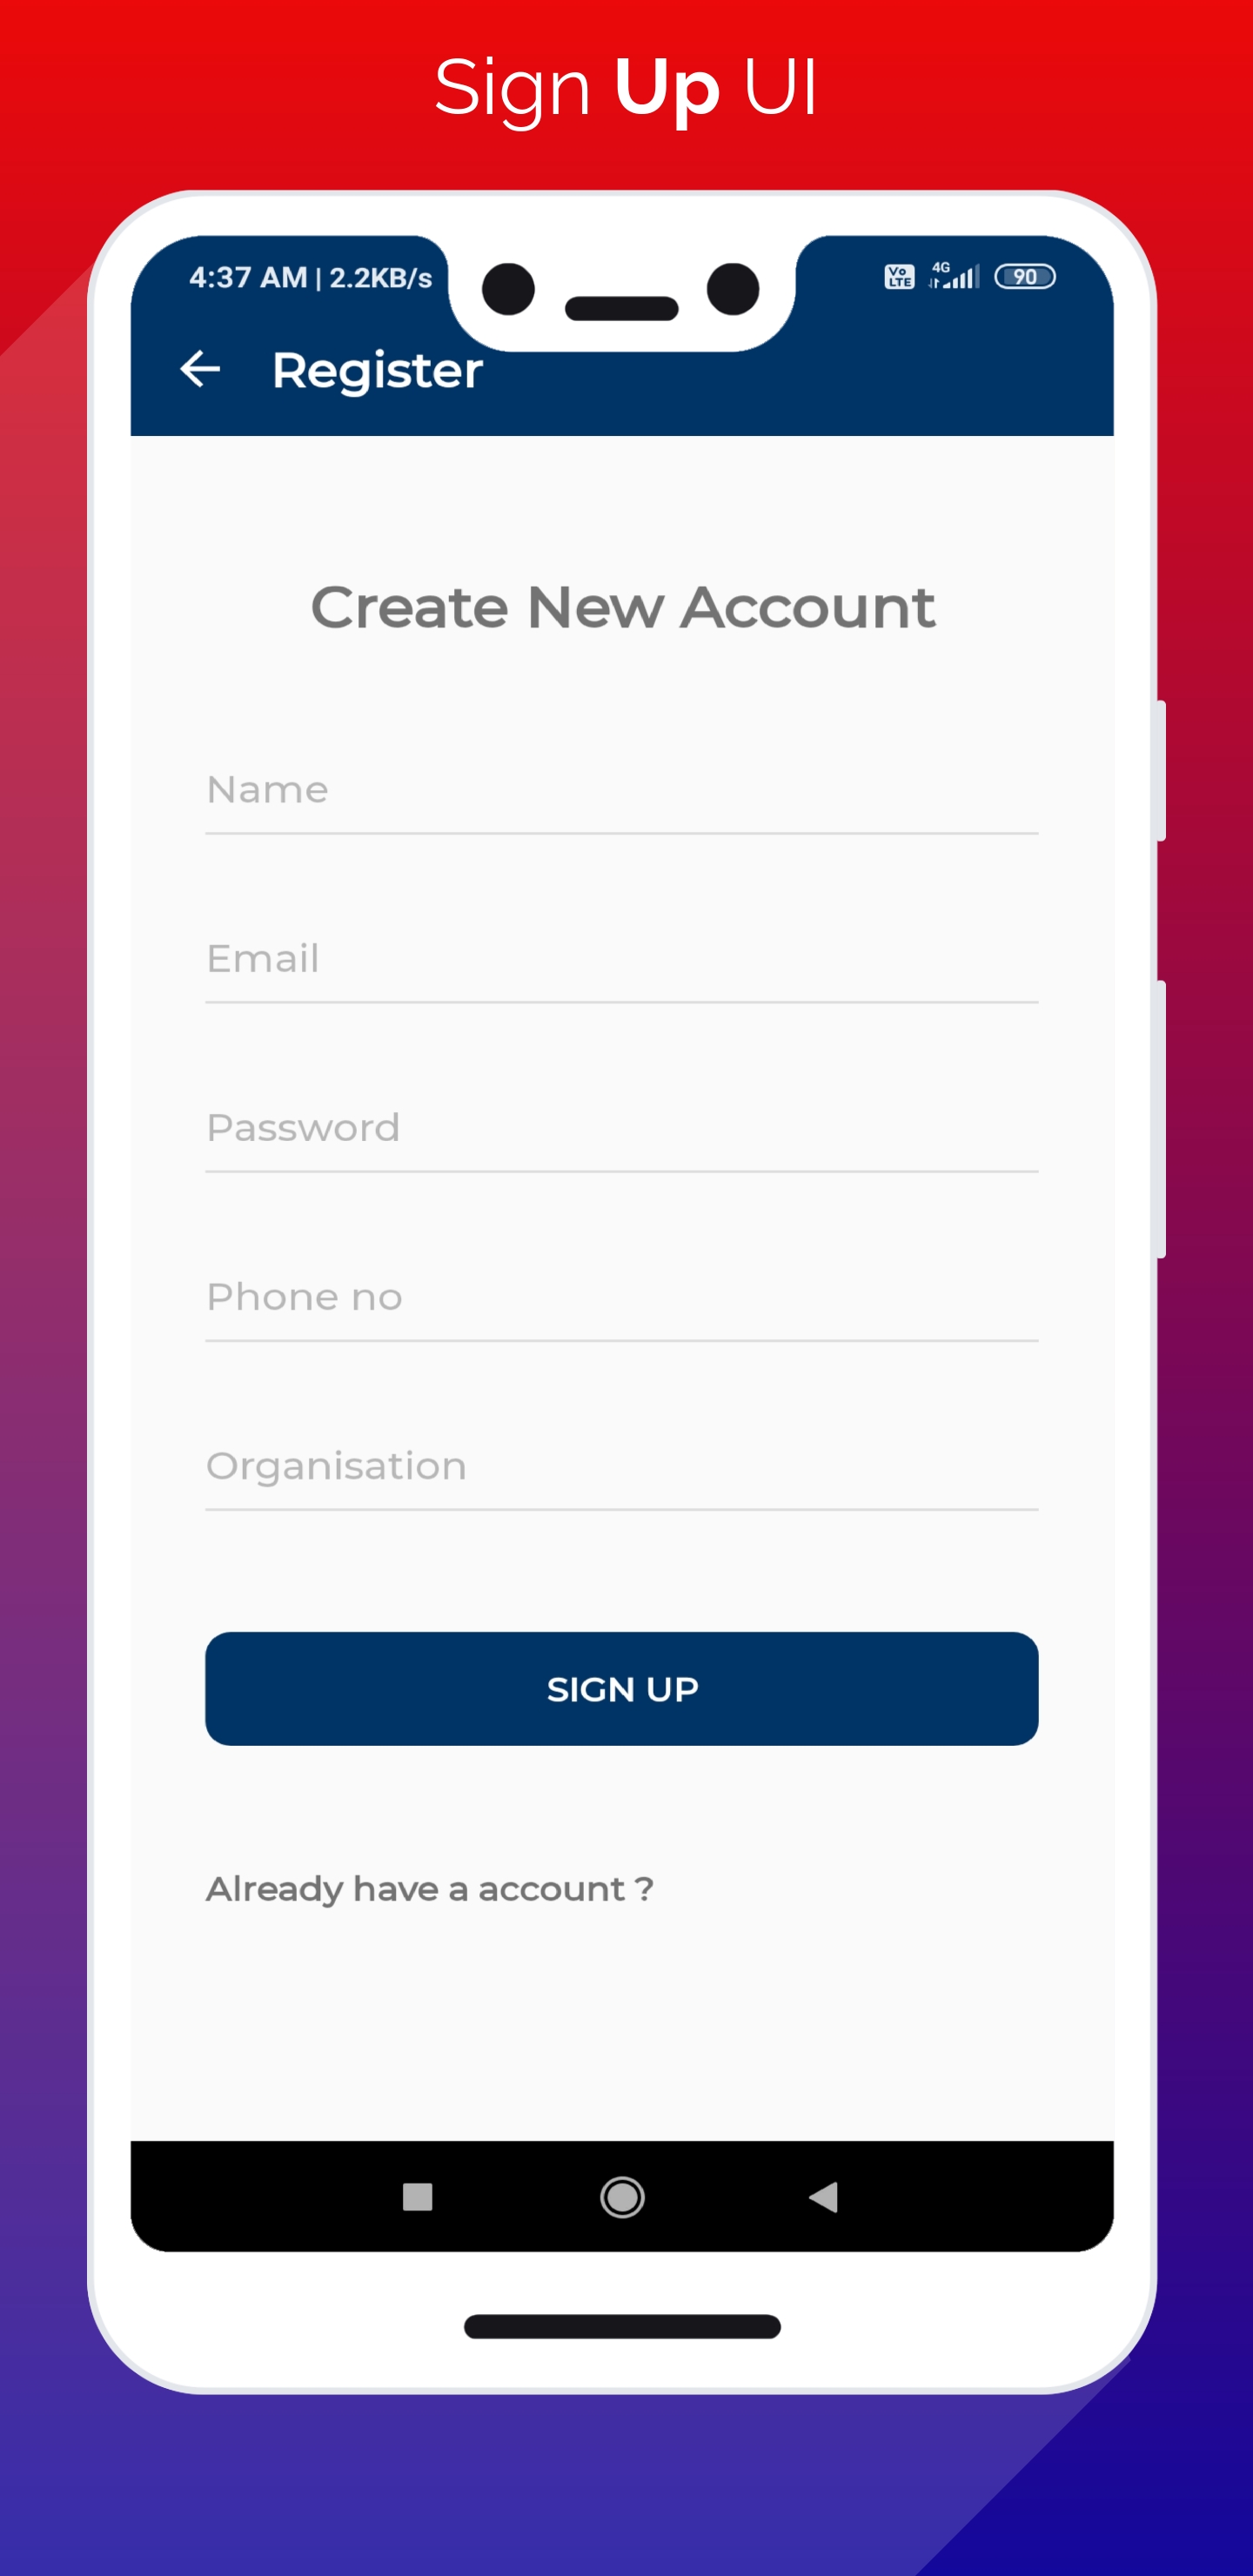 Sign Up UI
4:37 AM | 2.2KB/s Vo LTE 4G 90
Register
Create New Account
Name
Email
Password
Phone no
Organisation
SIGN UP
Already have a account ?